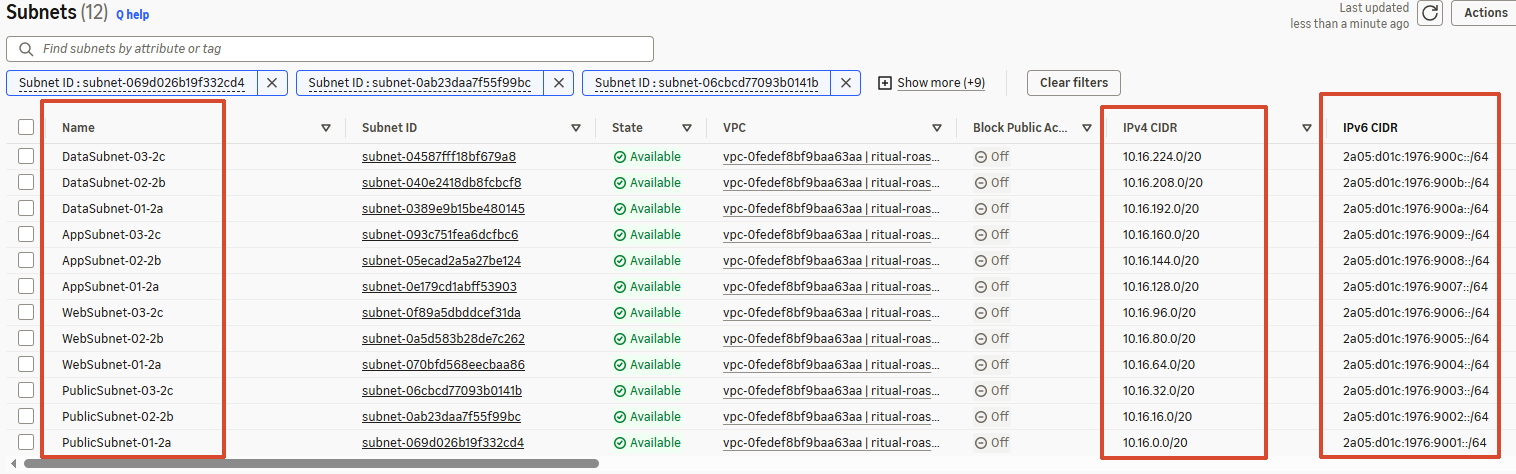 Subnets (12) Q help
Last updated
less than a minute ago
Actions
Find subnets by attribute or tag
Subnet ID : subnet-069d026b19f332cd4 Subnet ID : subnet-0ab23daa7f55f99bc Subnet ID : subnet-06cbcd77093b0141b Show more (+9) Clear filters
Name Subnet ID State VPC Block Public Ac... IPv4 CIDR IPv6 CIDR
DataSubnet-03-2c subnet-04587fff18bf679a8 Available vpc-0fedef8bf9baa63aa | ritual-roas... Off 10.16.224.0/20 2a05:d01c:1976:900c::/64
DataSubnet-02-2b subnet-040e2418db8fcbcf8 Available vpc-0fedef8bf9baa63aa | ritual-roas... Off 10.16.208.0/20 2a05:d01c:1976:900b::/64
DataSubnet-01-2a subnet-0389e9b15be480145 Available vpc-0fedef8bf9baa63aa | ritual-roas... Off 10.16.192.0/20 2a05:d01c:1976:900a::/64
AppSubnet-03-2c subnet-093c751fea6dcfbc6 Available vpc-0fedef8bf9baa63aa | ritual-roas... Off 10.16.160.0/20 2a05:d01c:1976:9009::/64
AppSubnet-02-2b subnet-05ecad2a5a27be124 Available vpc-0fedef8bf9baa63aa | ritual-roas... Off 10.16.144.0/20 2a05:d01c:1976:9008::/64
AppSubnet-01-2a subnet-0e179cd1abff53903 Available vpc-0fedef8bf9baa63aa | ritual-roas... Off 10.16.128.0/20 2a05:d01c:1976:9007::/64
WebSubnet-03-2c subnet-0f89a5dbddcef31da Available vpc-0fedef8bf9baa63aa | ritual-roas... Off 10.16.96.0/20 2a05:d01c:1976:9006::/64
WebSubnet-02-2b subnet-0a5d583b28de7c262 Available vpc-0fedef8bf9baa63aa | ritual-roas... Off 10.16.80.0/20 2a05:d01c:1976:9005::/64
WebSubnet-01-2a subnet-070bfd568eecbaa86 Available vpc-0fedef8bf9baa63aa | ritual-roas... Off 10.16.64.0/20 2a05:d01c:1976:9004::/64
PublicSubnet-03-2c subnet-06cbcd77093b0141b Available vpc-0fedef8bf9baa63aa | ritual-roas... Off 10.16.32.0/20 2a05:d01c:1976:9003::/64
PublicSubnet-02-2b subnet-0ab23daa7f55f99bc Available vpc-0fedef8bf9baa63aa | ritual-roas... Off 10.16.16.0/20 2a05:d01c:1976:9002::/64
PublicSubnet-01-2a subnet-069d026b19f332cd4 Available vpc-0fedef8bf9baa63aa | ritual-roas... Off 10.16.0.0/20 2a05:d01c:1976:9001::/64